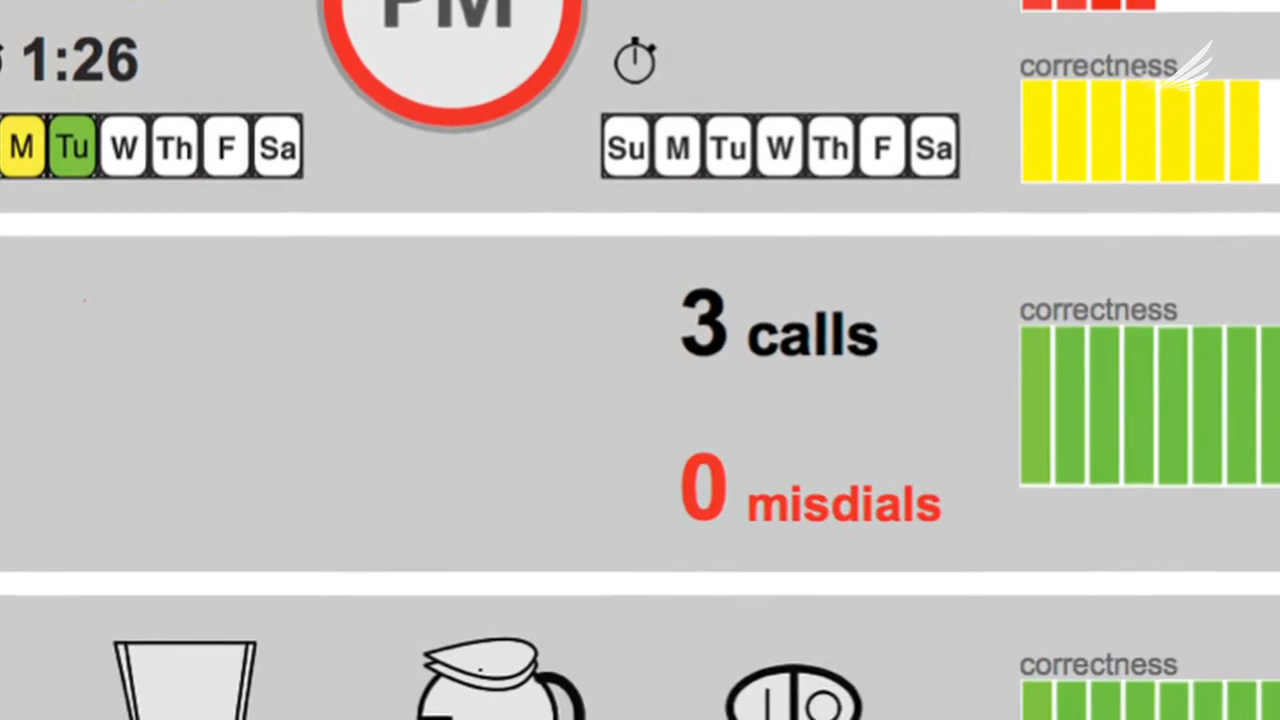 PM
1:26
correctness
M Tu W Th F Sa
Su M Tu W Th F Sa
3 calls
correctness
0 misdials
correctness